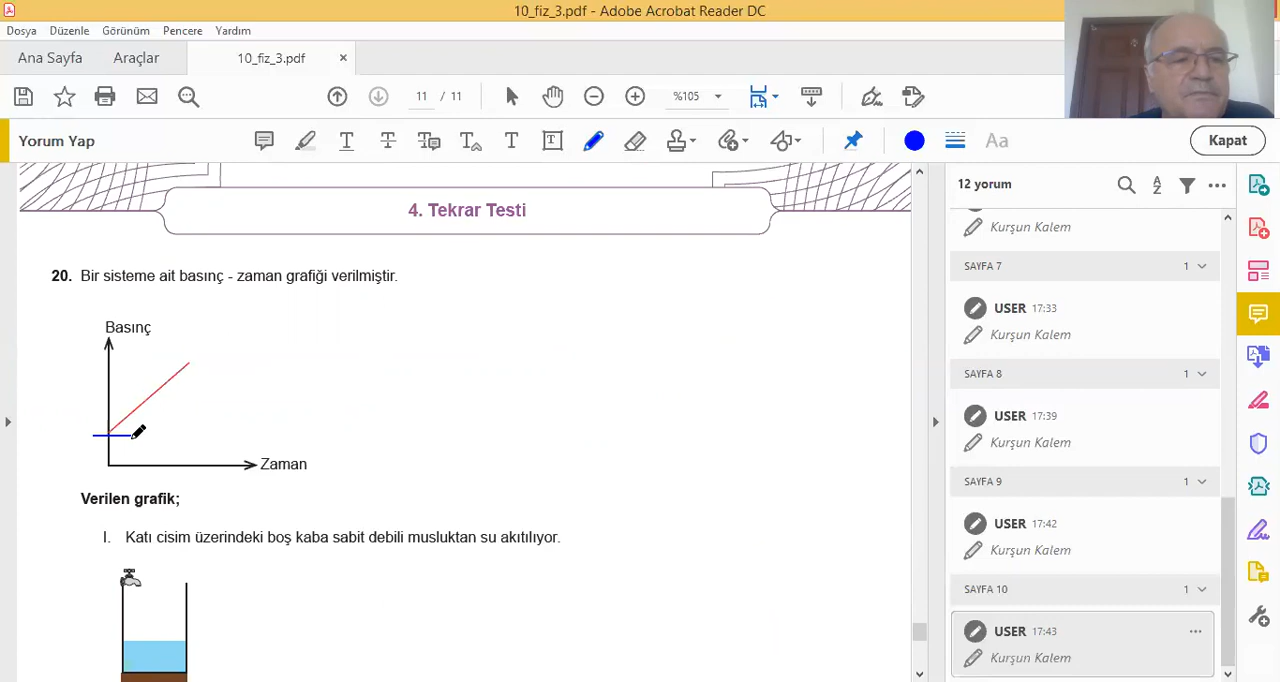 10_fiz_3.pdf - Adobe Acrobat Reader DC
Dosya Düzenle Görünüm Pencere Yardım
Ana Sayfa Araçlar 10_fiz_3.pdf ×
11 / 11 %105
Yorum Yap T T T T T Aa Kapat
12 yorum
4. Tekrar Testi
20. Bir sisteme ait basınç - zaman grafiği verilmiştir.
Basınç
Zaman
Verilen grafik;
I. Katı cisim üzerindeki boş kaba sabit debili musluktan su akıtılıyor.
Kurşun Kalem
SAYFA 7 1
USER 17:33
Kurşun Kalem
SAYFA 8 1
USER 17:39
Kurşun Kalem
SAYFA 9 1
USER 17:42
Kurşun Kalem
SAYFA 10 1
USER 17:43
Kurşun Kalem